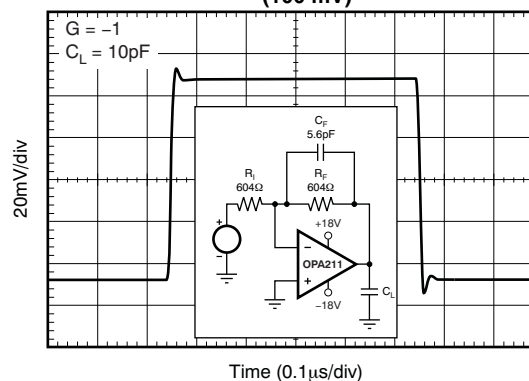 (100 mV)
G = −1
C_L = 10pF
20mV/div
C_F
5.6pF
R_I
604Ω
R_F
604Ω
+18V
+
−
−
OPA211
+
−18V
C_L
Time (0.1μs/div)